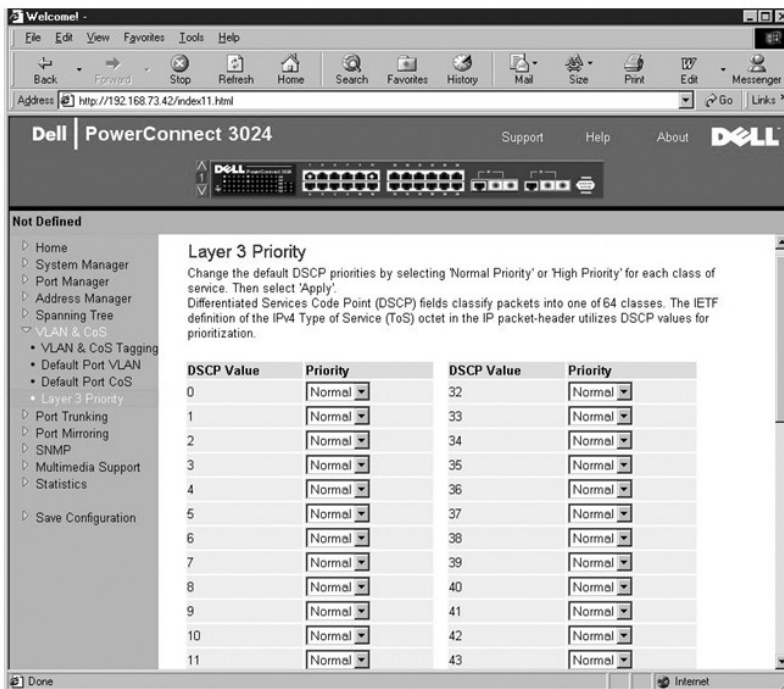 Welcome! -
File Edit View Favorites Tools Help
Back Forward Stop Refresh Home Search Favorites History Mail Size Print Edit Messenger
Address http://192.168.73.42/index11.html Go Links
Dell | PowerConnect 3024 Support Help About DELL
DELL
1
Not Defined
Home
System Manager
Port Manager
Address Manager
Spanning Tree
VLAN & CoS
• VLAN & CoS Tagging
• Default Port VLAN
• Default Port CoS
• Layer 3 Priority
Port Trunking
Port Mirroring
SNMP
Multimedia Support
Statistics
Save Configuration
Layer 3 Priority
Change the default DSCP priorities by selecting 'Normal Priority' or 'High Priority' for each class of
service. Then select 'Apply'.
Differentiated Services Code Point (DSCP) fields classify packets into one of 64 classes. The IETF
definition of the IPv4 Type of Service (ToS) octet in the IP packet-header utilizes DSCP values for
prioritization.
DSCP Value Priority DSCP Value Priority
0 Normal 32 Normal
1 Normal 33 Normal
2 Normal 34 Normal
3 Normal 35 Normal
4 Normal 36 Normal
5 Normal 37 Normal
6 Normal 38 Normal
7 Normal 39 Normal
8 Normal 40 Normal
9 Normal 41 Normal
10 Normal 42 Normal
11 Normal 43 Normal
Done Internet